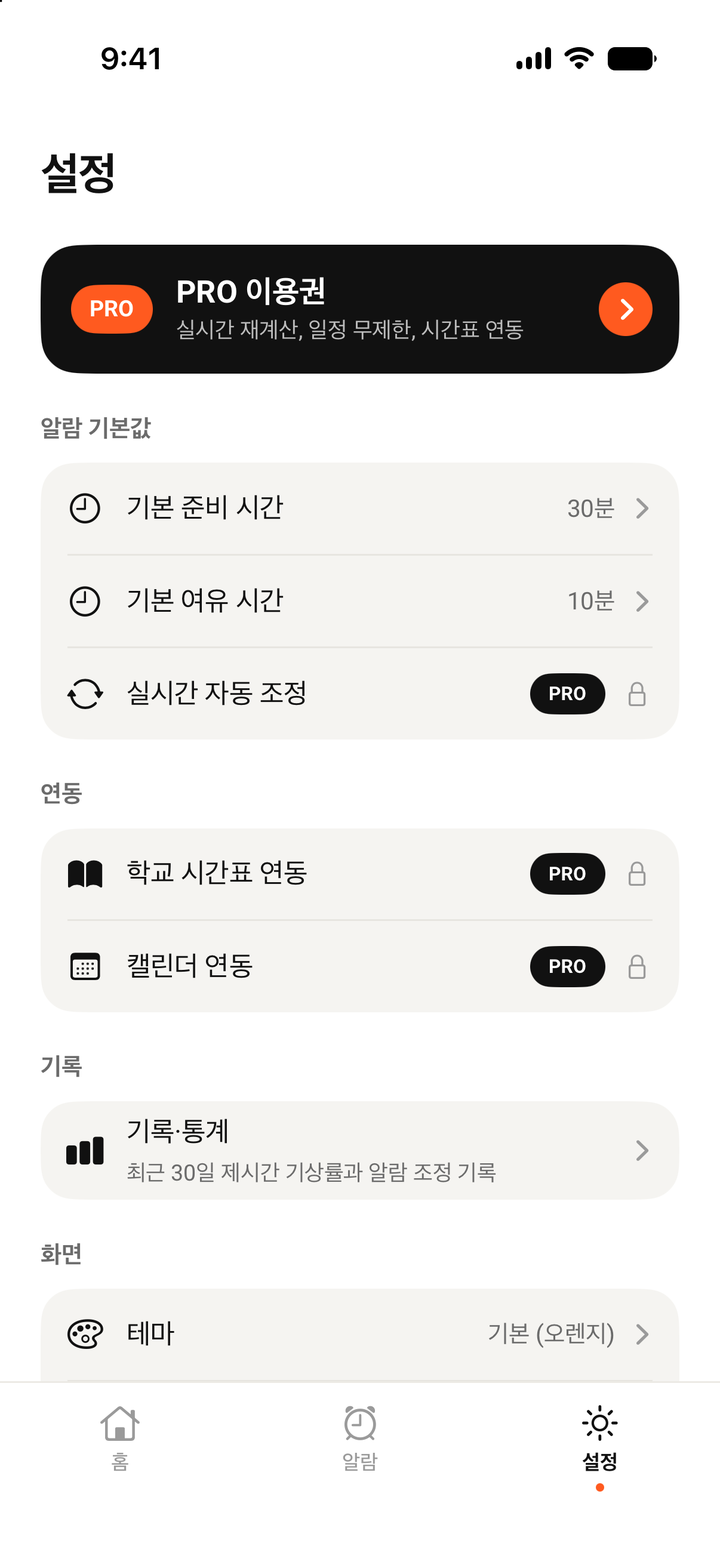 9:41
설정
PRO
PRO 이용권
실시간 재계산, 일정 무제한, 시간표 연동
알람 기본값
기본 준비 시간 30분
기본 여유 시간 10분
실시간 자동 조정 PRO
연동
학교 시간표 연동 PRO
캘린더 연동 PRO
기록
기록·통계
최근 30일 제시간 기상률과 알람 조정 기록
화면
테마 기본 (오렌지)
홈 알람 설정